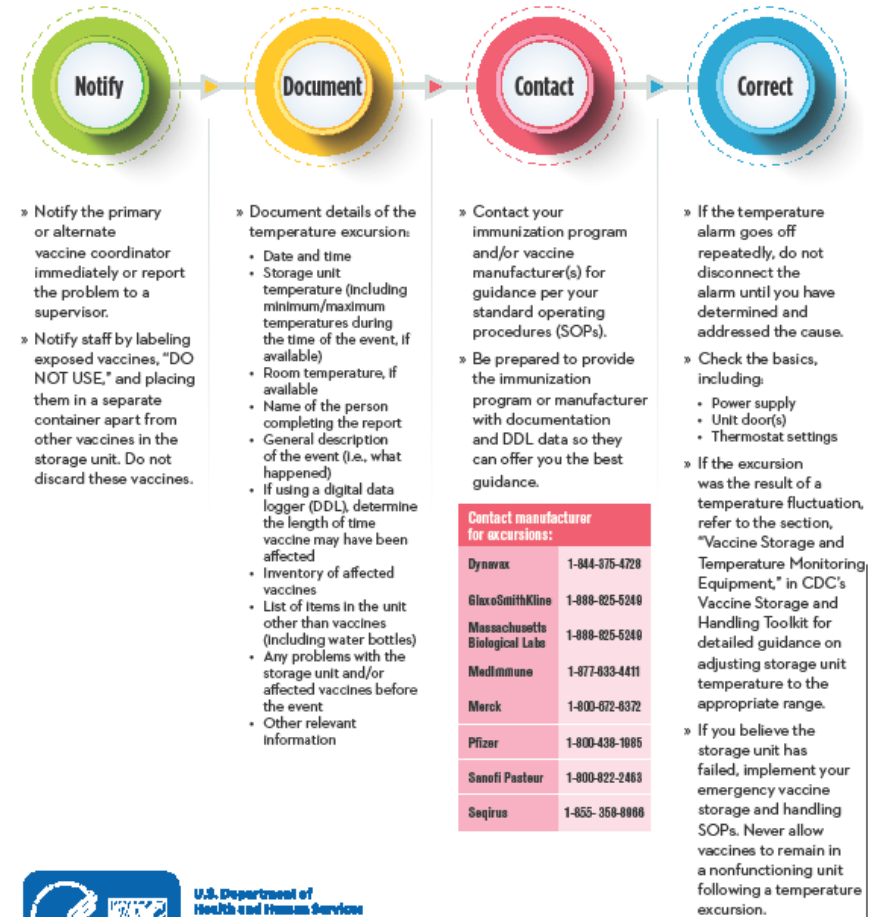 Notify
Document
Contact
Correct
» Notify the primary
or alternate
vaccine coordinator
immediately or report
the problem to a
supervisor.
» Notify staff by labeling
exposed vaccines, "DO
NOT USE," and placing
them in a separate
container apart from
other vaccines in the
storage unit. Do not
discard these vaccines.
» Document details of the
temperature excursion:
• Date and time
• Storage unit
temperature (including
minimum/maximum
temperatures during
the time of the event, if
available)
• Room temperature, if
available
• Name of the person
completing the report
• General description
of the event (i.e., what
happened)
• If using a digital data
logger (DDL), determine
the length of time
vaccine may have been
affected
• Inventory of affected
vaccines
• List of items in the unit
other than vaccines
(including water bottles)
• Any problems with the
storage unit and/or
affected vaccines before
the event
• Other relevant
information
» Contact your
immunization program
and/or vaccine
manufacturer(s) for
guidance per your
standard operating
procedures (SOPs).
» Be prepared to provide
the immunization
program or manufacturer
with documentation
and DDL data so they
can offer you the best
guidance.
Contact manufacturer
for excursions:
Dynavax 1-844-375-4728
GlaxoSmithKline 1-888-825-5249
Massachusetts
Biological Labs 1-888-825-5249
MedImmune 1-877-633-4411
Merck 1-800-672-6372
Pfizer 1-800-438-1985
Sanofi Pasteur 1-800-822-2463
Seqirus 1-855- 358-8966
» If the temperature
alarm goes off
repeatedly, do not
disconnect the
alarm until you have
determined and
addressed the cause.
» Check the basics,
including:
• Power supply
• Unit door(s)
• Thermostat settings
» If the excursion
was the result of a
temperature fluctuation,
refer to the section,
"Vaccine Storage and
Temperature Monitoring
Equipment," in CDC's
Vaccine Storage and
Handling Toolkit for
detailed guidance on
adjusting storage unit
temperature to the
appropriate range.
» If you believe the
storage unit has
failed, implement your
emergency vaccine
storage and handling
SOPs. Never allow
vaccines to remain in
a nonfunctioning unit
following a temperature
excursion.
U.S. Department of
Health and Human Services